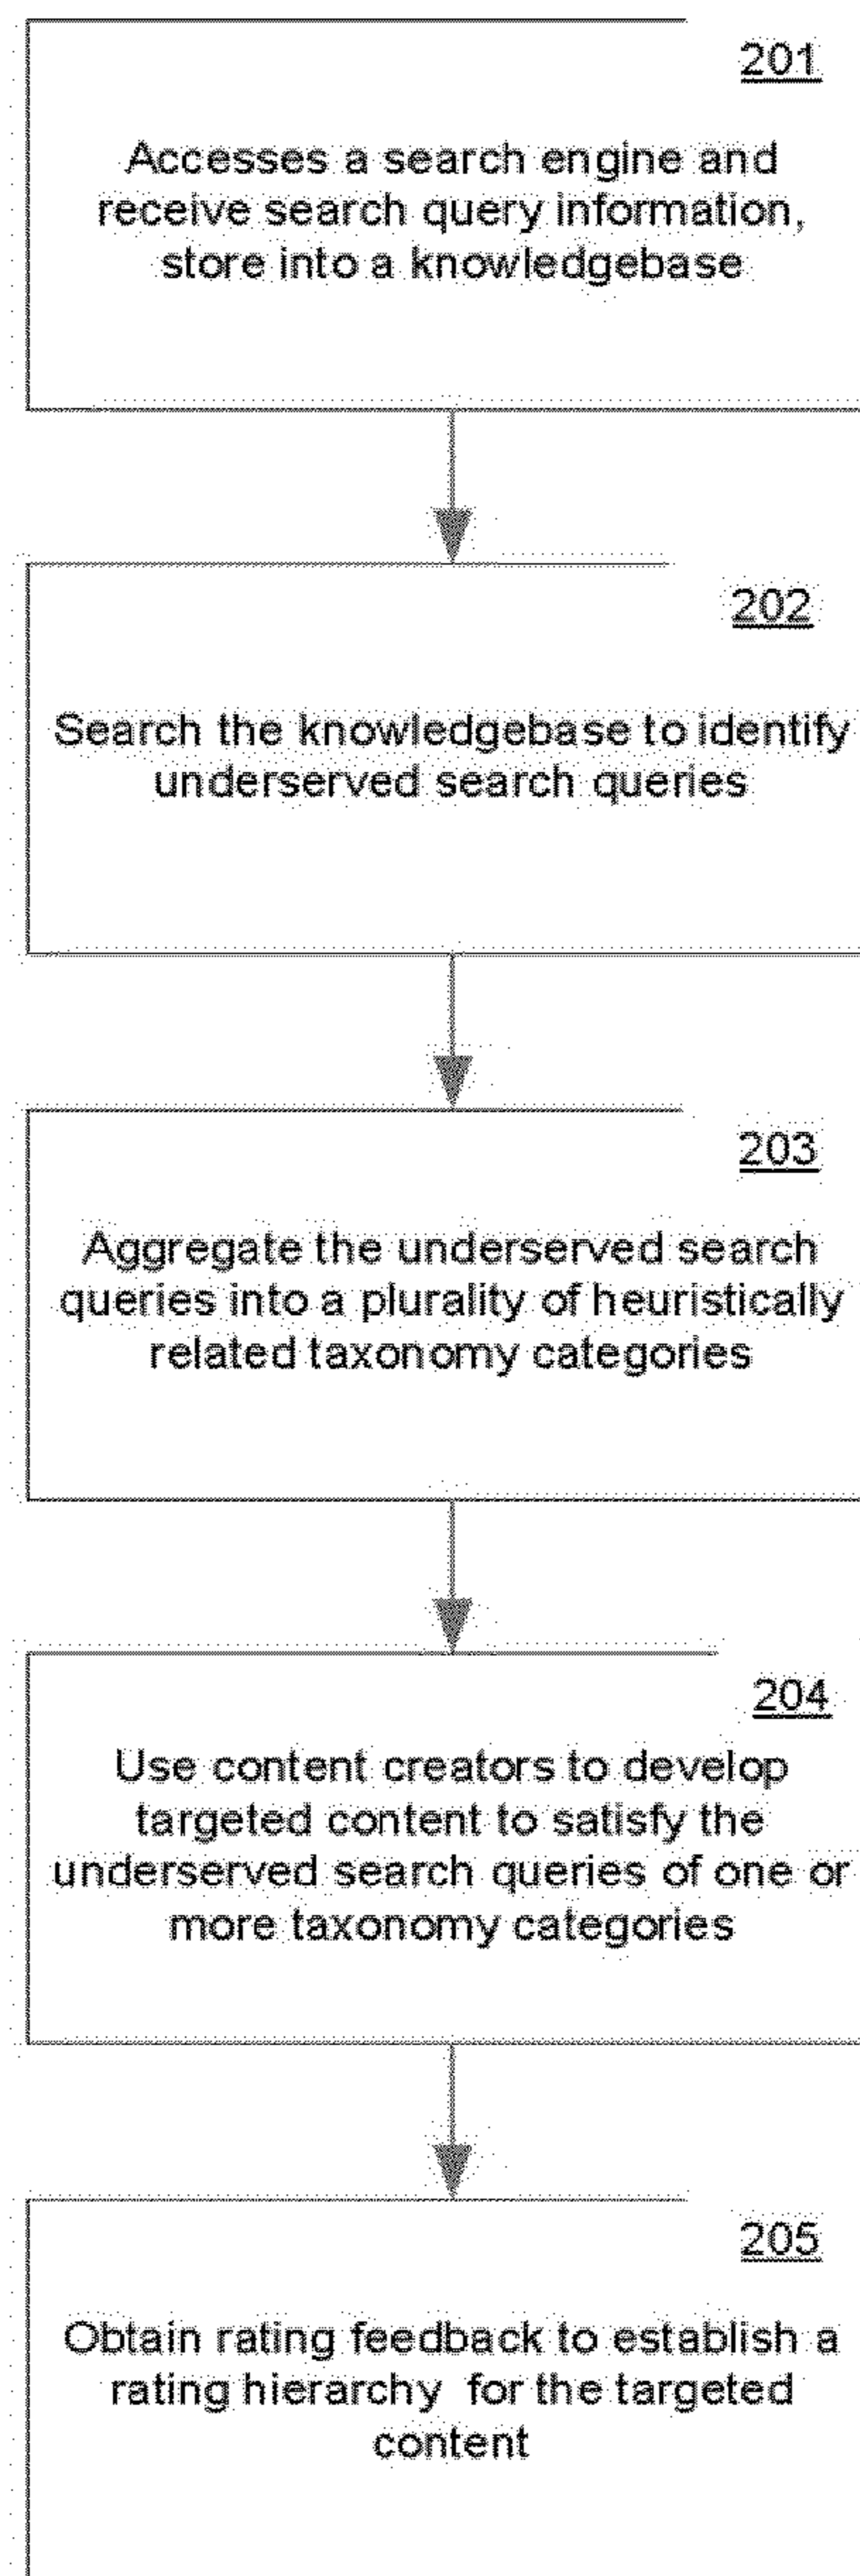 201
Accesses a search engine and
receive search query information,
store into a knowledgebase
202
Search the knowledgebase to identify
underserved search queries
203
Aggregate the underserved search
queries into a plurality of heuristically
related taxonomy categories
204
Use content creators to develop
targeted content to satisfy the
underserved search queries of one or
more taxonomy categories
205
Obtain rating feedback to establish a
rating hierarchy for the targeted
content